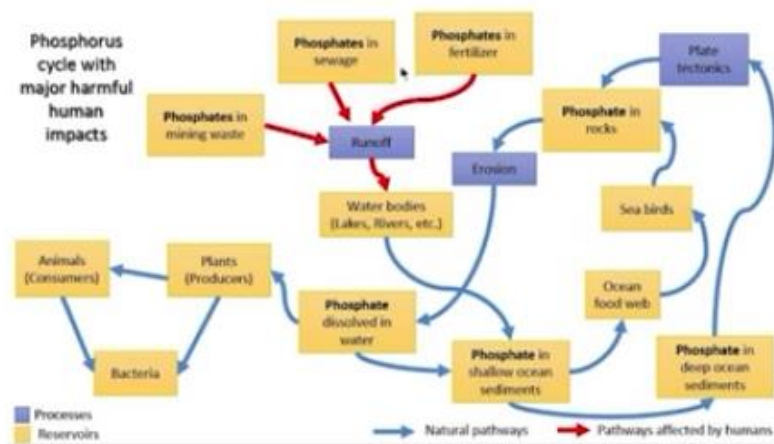 Phosphorus
cycle with
major harmful
human
impacts
Phosphates in
sewage
Phosphates in
fertilizer
Plate
tectonics
Phosphates in
mining waste
Runoff
Phosphate in
rocks
Erosion
Water bodies
(Lakes, Rivers, etc.)
Sea birds
Animals
(Consumers)
Plants
(Producers)
Ocean
food web
Phosphate
dissolved in
water
Phosphate in
shallow ocean
sediments
Phosphate in
deep ocean
sediments
Bacteria
Processes
Reservoirs
Natural pathways
Pathways affected by humans